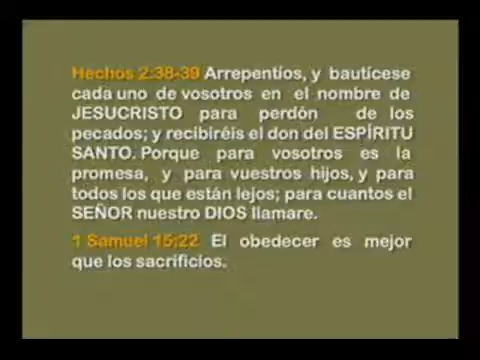 Hechos 2:38-39 Arrepentíos, y bautícese
cada uno de vosotros en el nombre de
JESUCRISTO para perdón de los
pecados; y recibiréis el don del ESPÍRITU
SANTO. Porque para vosotros es la
promesa, y para vuestros hijos, y para
todos los que están lejos; para cuantos el
SEÑOR nuestro DIOS llamare.
1 Samuel 15:22 El obedecer es mejor
que los sacrificios.